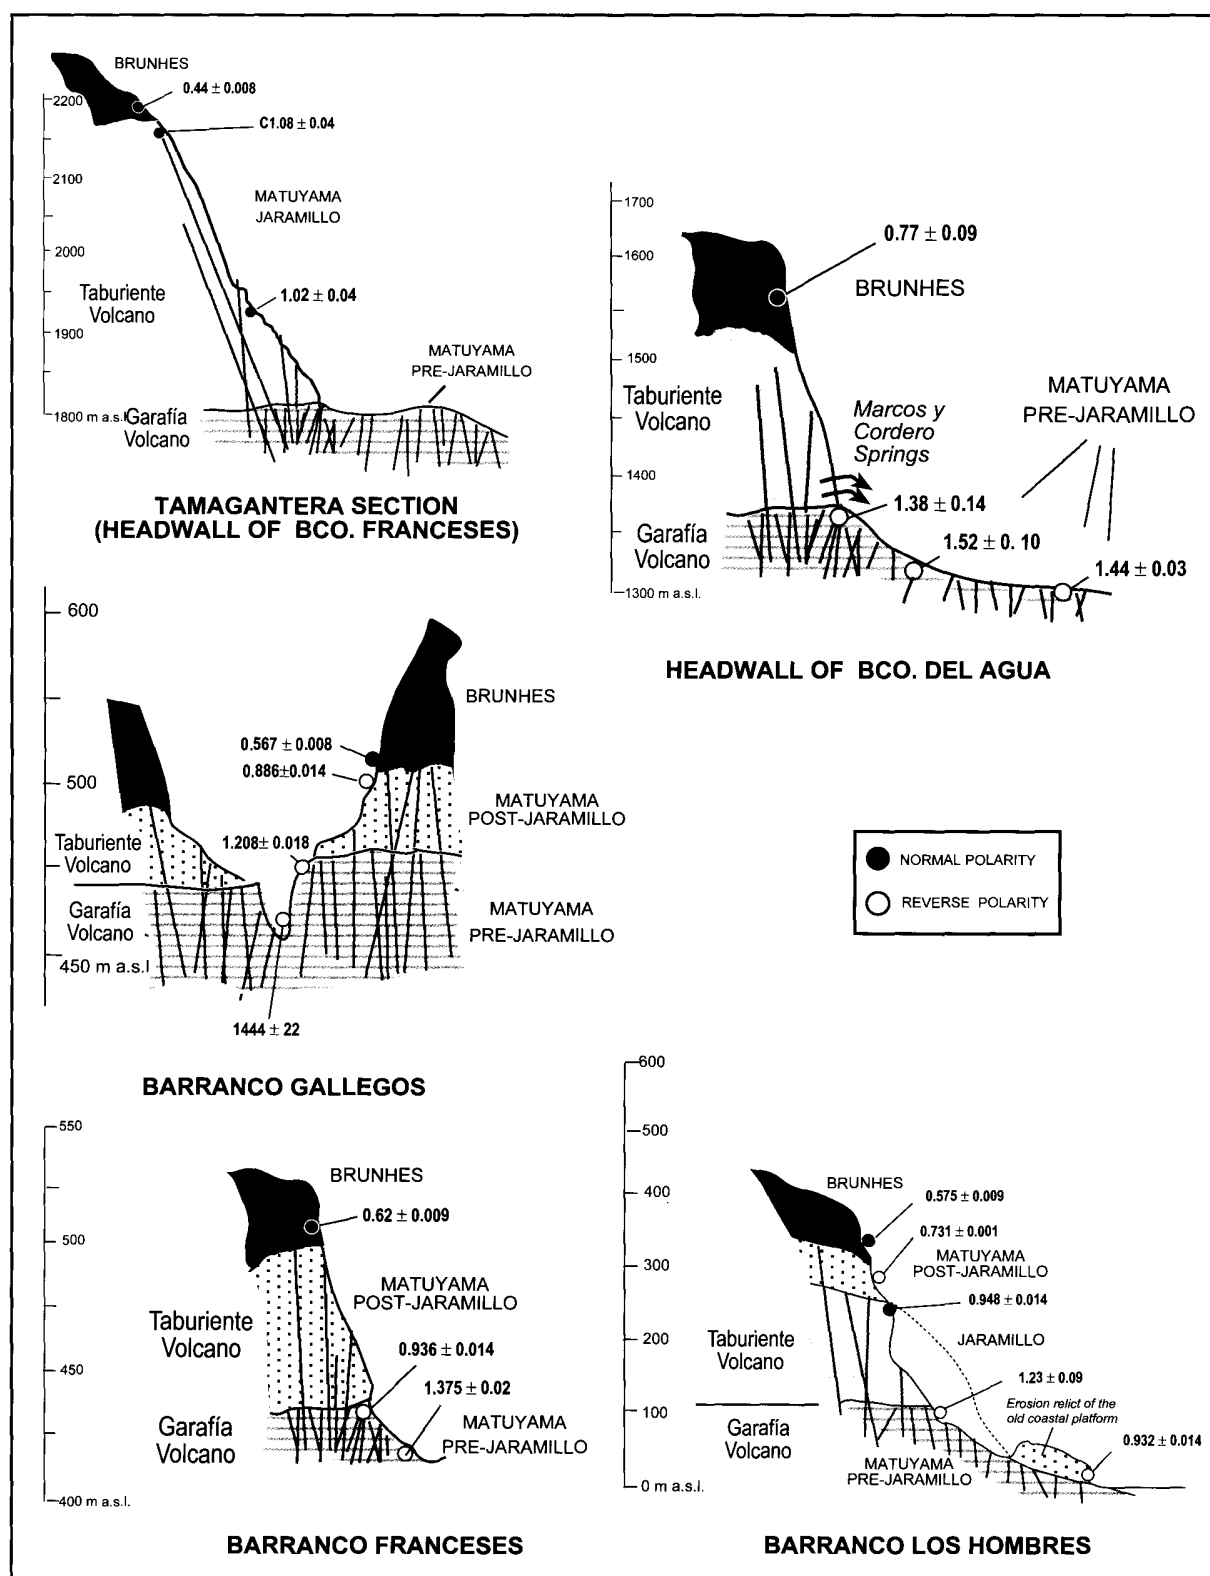 BRUNHES
0.44 ± 0.008
2200
C1.08 ± 0.04
2100
MATUYAMA
JARAMILLO
2000
Taburiente
Volcano
1.02 ± 0.04
1900
MATUYAMA
PRE-JARAMILLO
1800 m a.s.l
Garafía
Volcano
TAMAGANTERA SECTION
(HEADWALL OF BCO. FRANCESES)
1700
0.77 ± 0.09
1600
BRUNHES
1500
Taburiente
Volcano
MATUYAMA
PRE-JARAMILLO
Marcos y
Cordero
Springs
1400
1.38 ± 0.14
Garafía
Volcano
1.52 ± 0. 10
1.44 ± 0.03
1300 m a.s.l.
HEADWALL OF BCO. DEL AGUA
600
BRUNHES
0.567 ± 0.008
0.886±0.014
500
MATUYAMA
POST-JARAMILLO
1.208± 0.018
Taburiente
Volcano
Garafía
Volcano
MATUYAMA
PRE-JARAMILLO
450 m a.s.l
1444 ± 22
BARRANCO GALLEGOS
NORMAL POLARITY
REVERSE POLARITY
550
BRUNHES
0.62 ± 0.009
500
MATUYAMA
POST-JARAMILLO
Taburiente
Volcano
0.936 ± 0.014
450
1.375 ± 0.02
Garafía
Volcano
MATUYAMA
PRE-JARAMILLO
400 m a.s.l.
BARRANCO FRANCESES
600
500
BRUNHES
400
0.575 ± 0.009
0.731 ± 0.001
MATUYAMA
POST-JARAMILLO
300
0.948 ± 0.014
JARAMILLO
200
Taburiente
Volcano
1.23 ± 0.09
Erosion relict of the
old coastal platform
100
Garafía
Volcano
0.932 ± 0.014
MATUYAMA
PRE-JARAMILLO
0 m a.s.l.
BARRANCO LOS HOMBRES